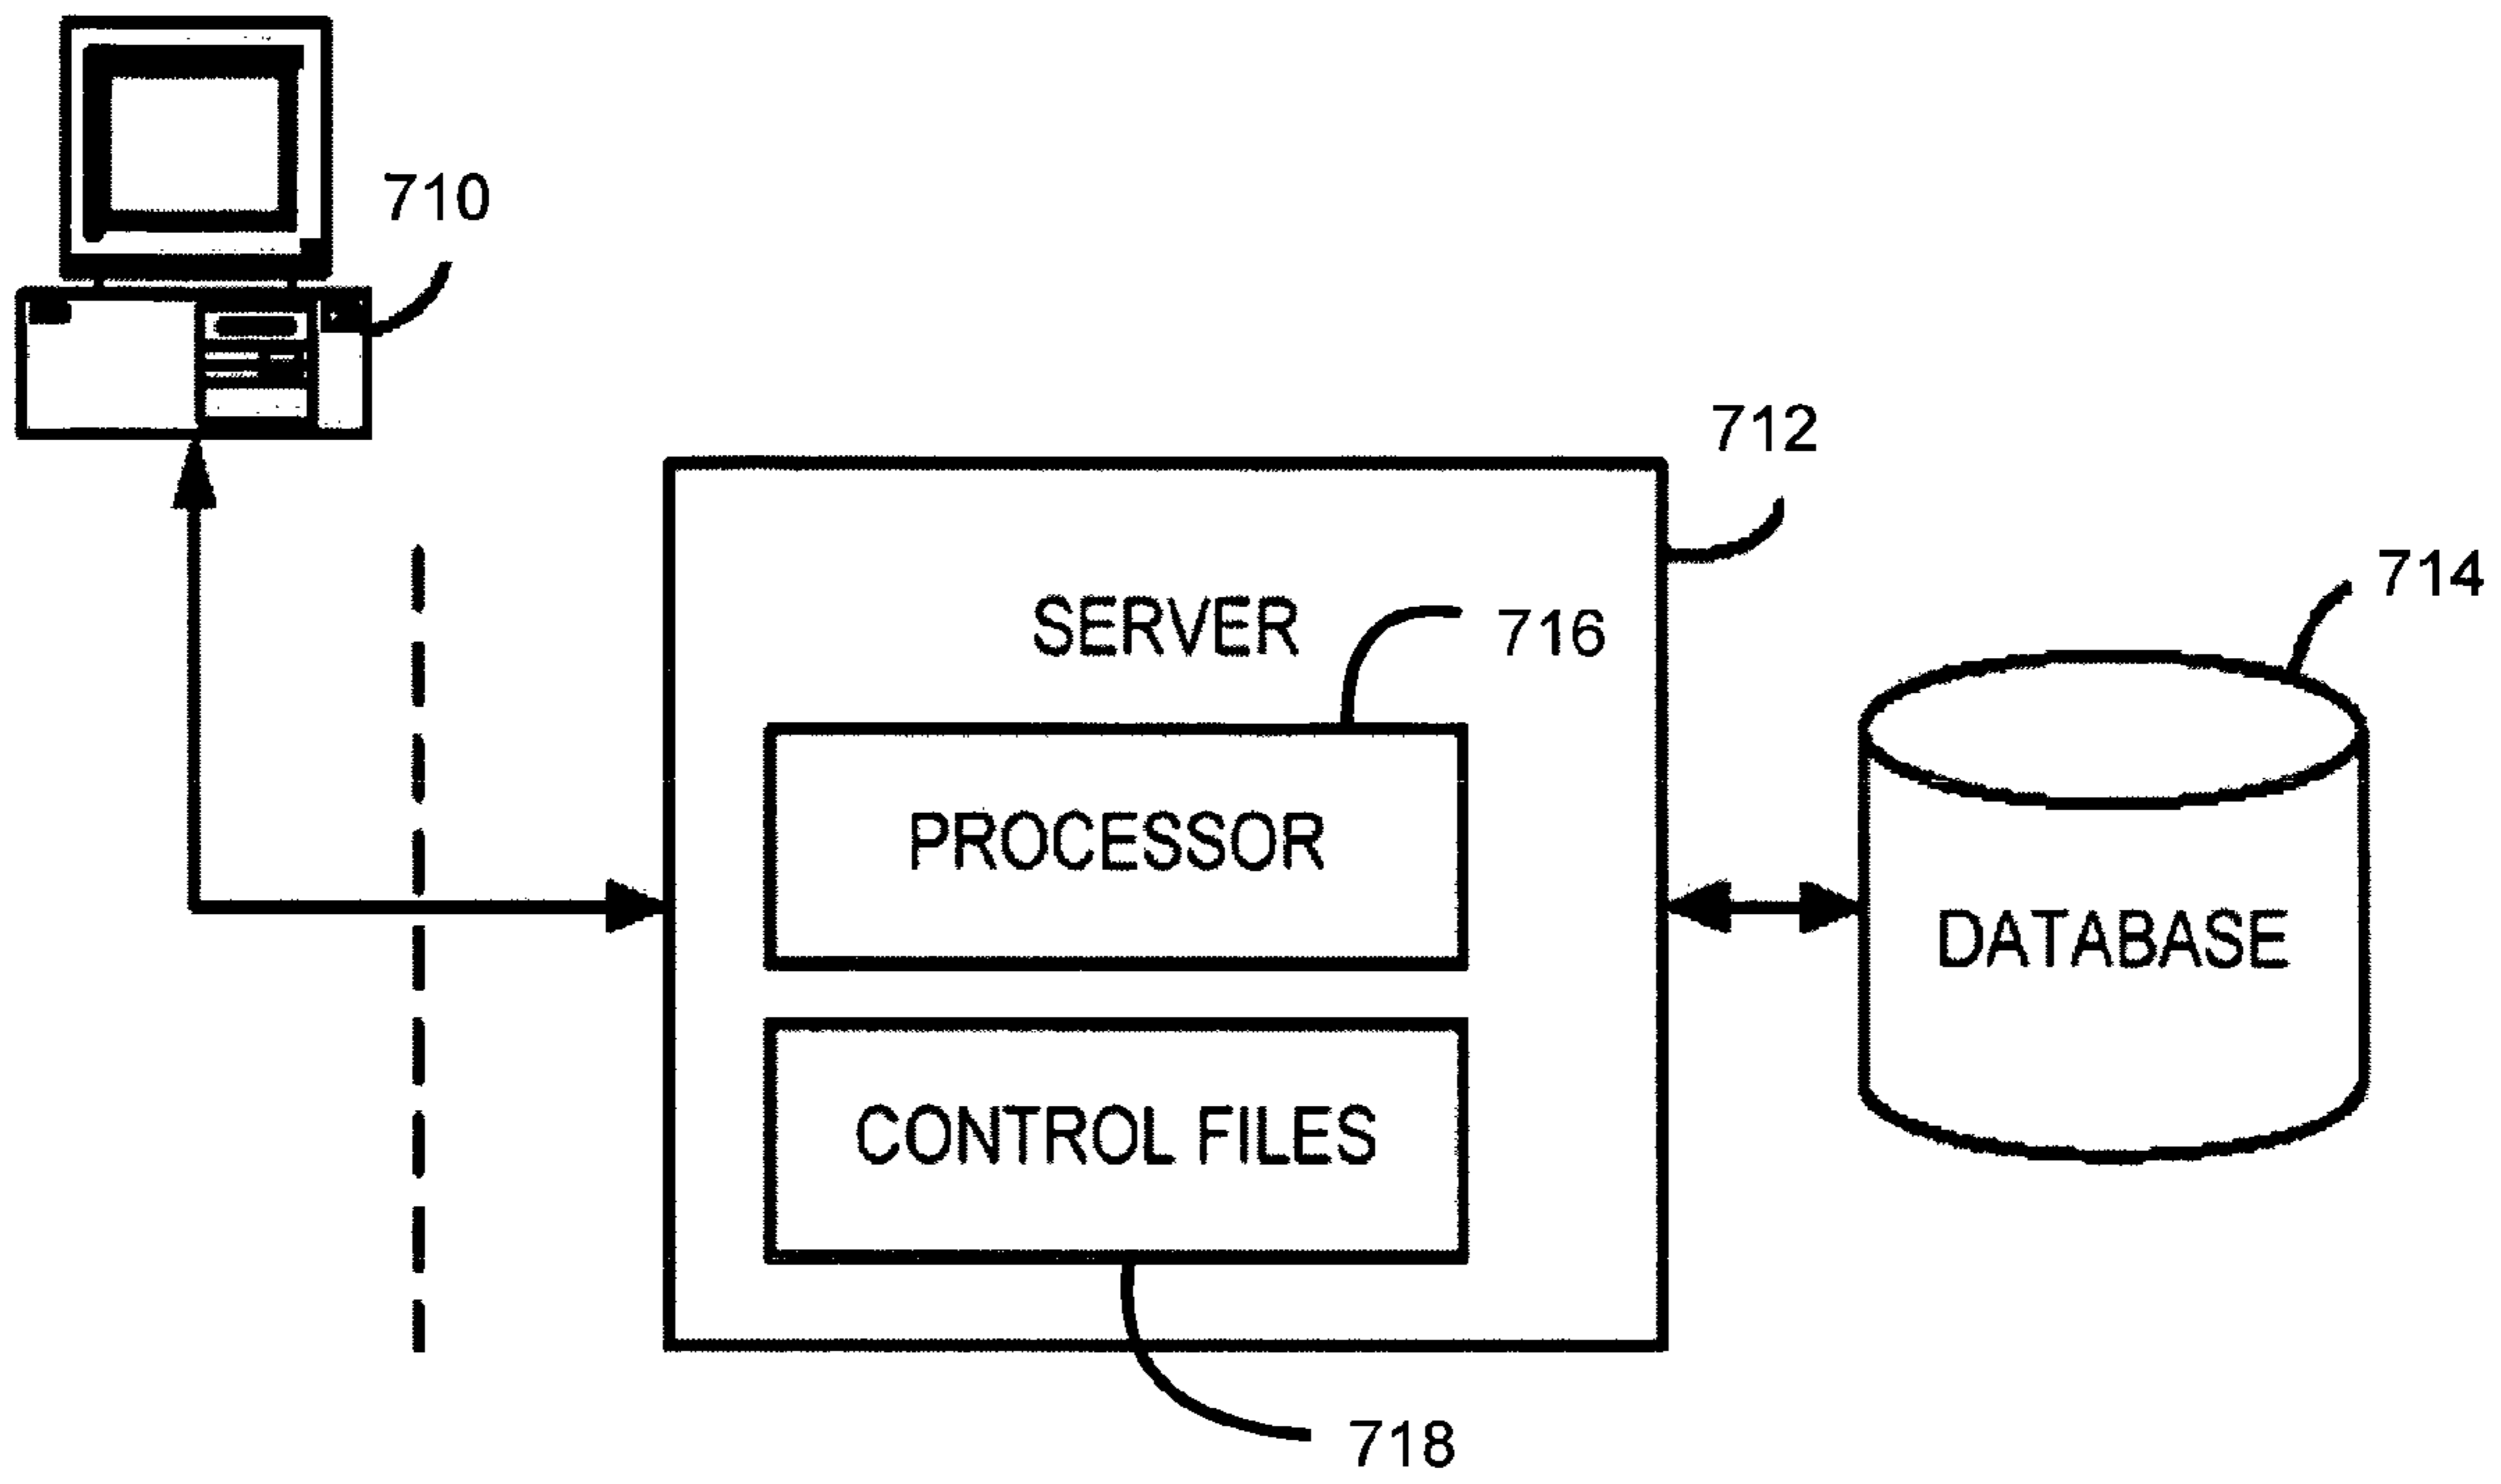 710
712
714
SERVER
716
PROCESSOR
DATABASE
CONTROL FILES
718